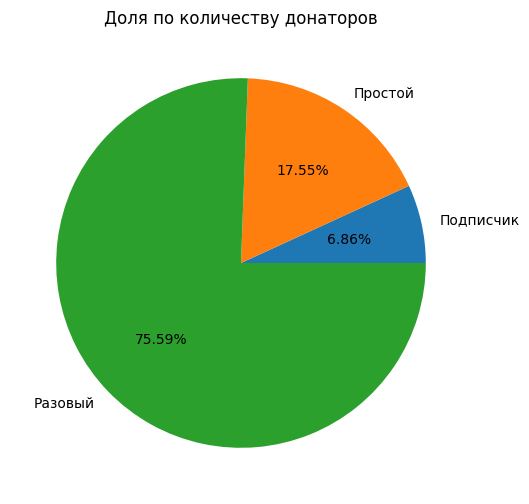 Доля по количеству донаторов
Простой
17.55%
Подписчик
6.86%
75.59%
Разовый